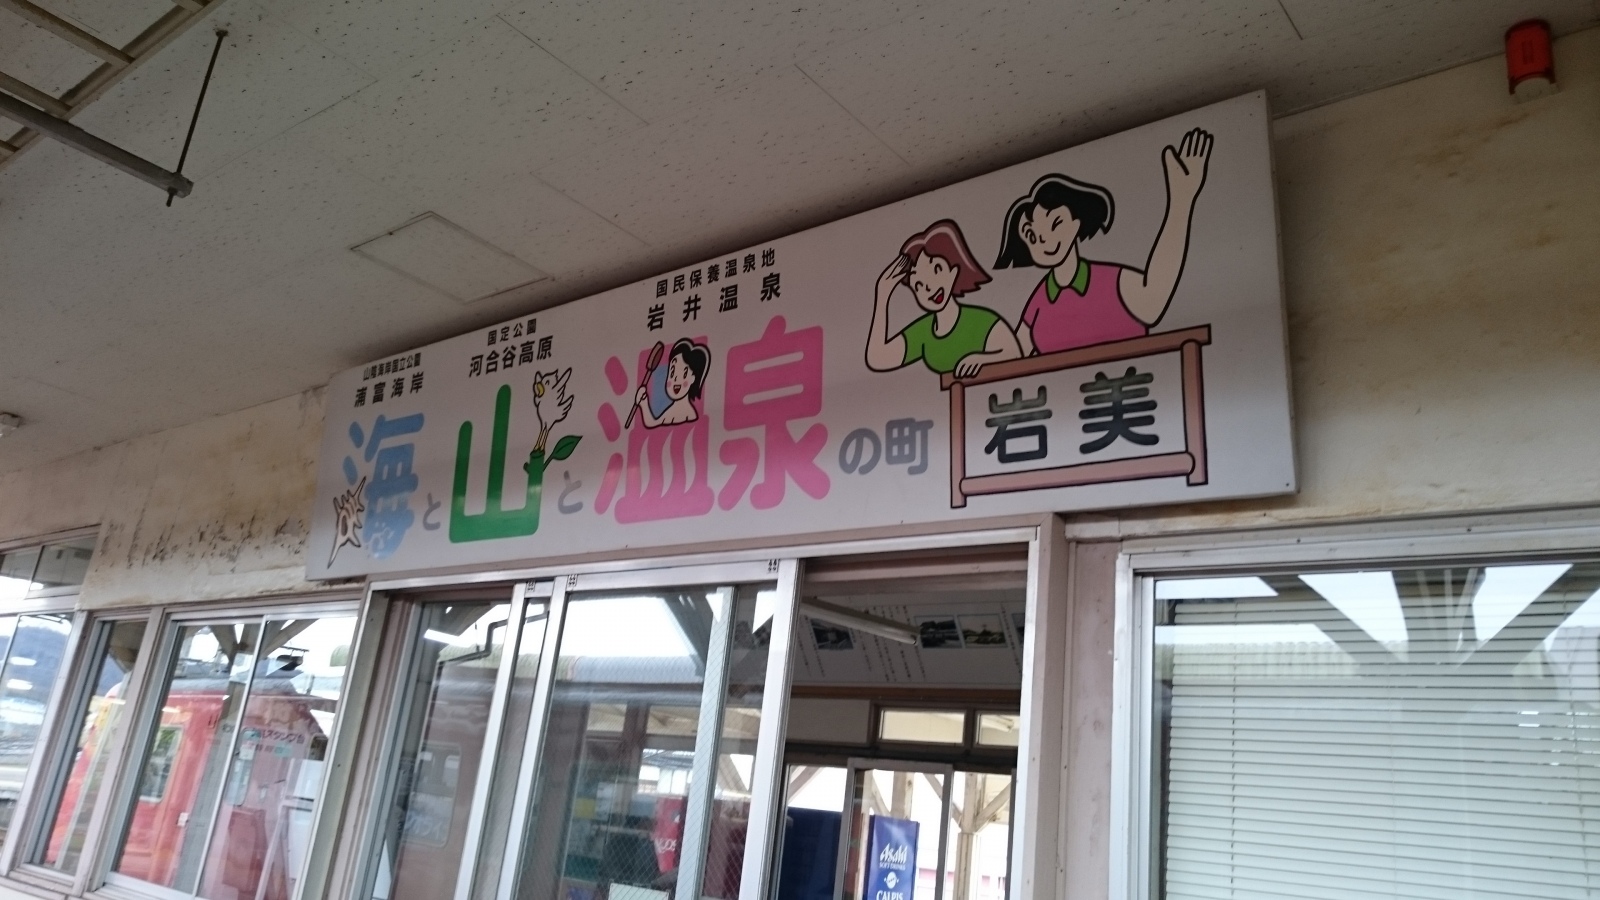 山陰海岸国立公園
浦富海岸
国定公園
河合谷高原
国民保養温泉地
岩井温泉
海と山と温泉の町
岩美
Asahi
CALPIS